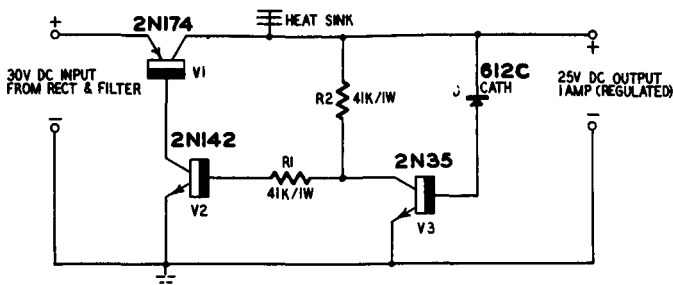 2N174
HEAT SINK
+
+
V1
30V DC INPUT
FROM RECT & FILTER
R2
41K/1W
612C
CATH
25V DC OUTPUT
1 AMP (REGULATED)
−
−
2N142
R1
41K/1W
2N35
V2
V3